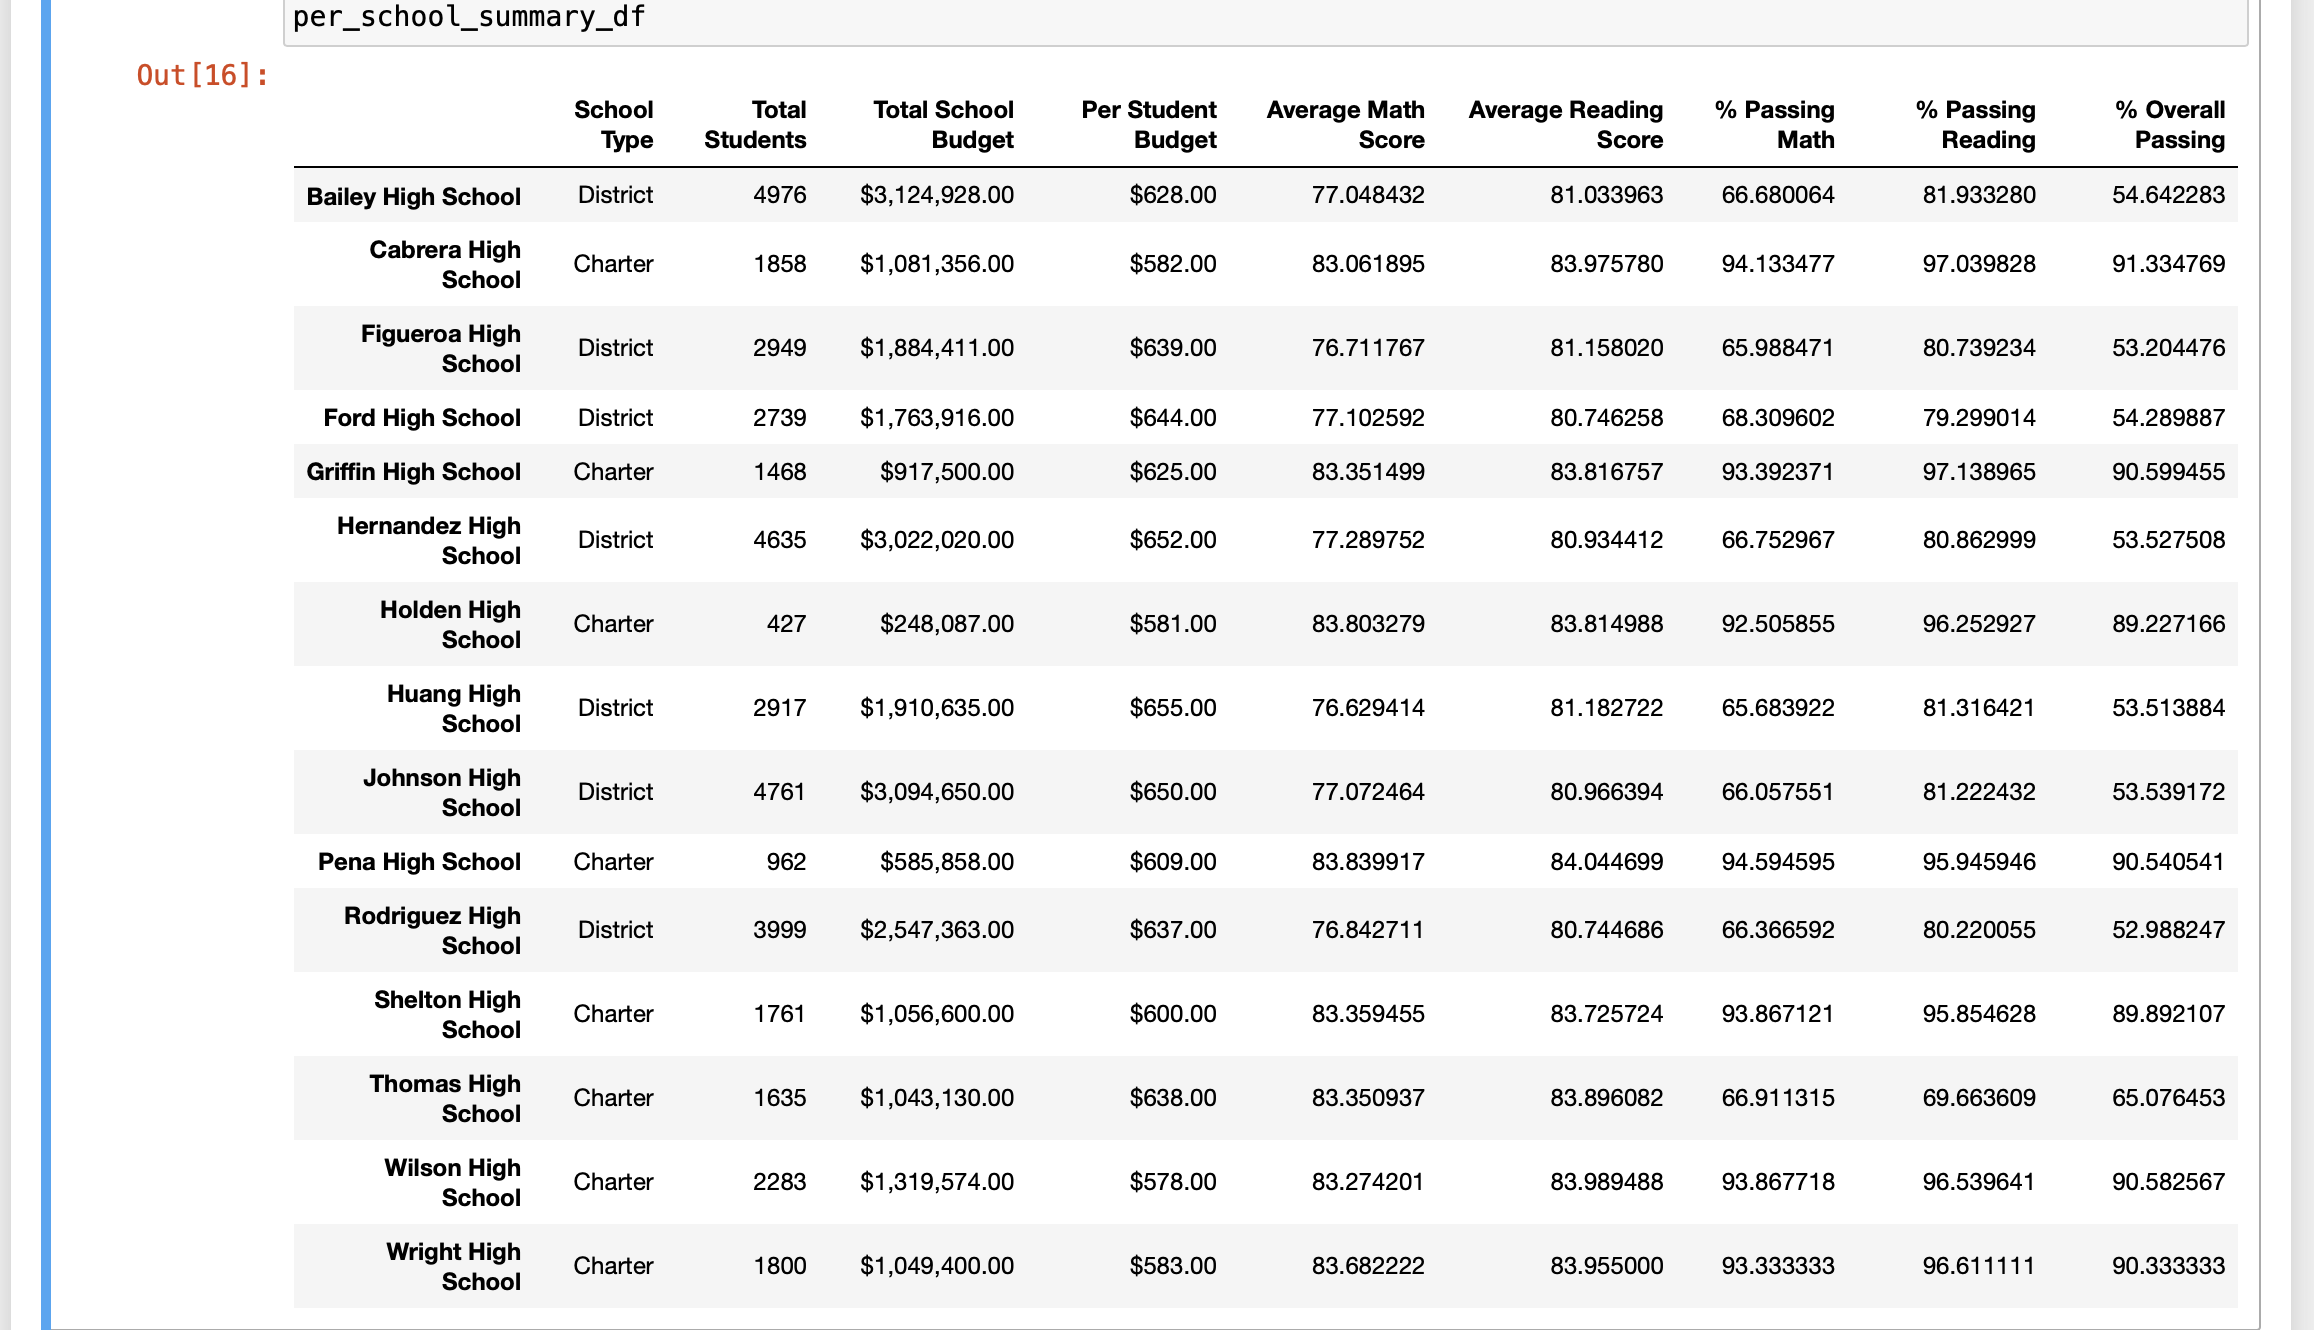 per_school_summary_df
Out[16]:
School Total Total School Per Student Average Math Average Reading % Passing % Passing % Overall
Type Students Budget Budget Score Score Math Reading Passing
Bailey High School District 4976 $3,124,928.00 $628.00 77.048432 81.033963 66.680064 81.933280 54.642283
Cabrera High
School Charter 1858 $1,081,356.00 $582.00 83.061895 83.975780 94.133477 97.039828 91.334769
Figueroa High
School District 2949 $1,884,411.00 $639.00 76.711767 81.158020 65.988471 80.739234 53.204476
Ford High School District 2739 $1,763,916.00 $644.00 77.102592 80.746258 68.309602 79.299014 54.289887
Griffin High School Charter 1468 $917,500.00 $625.00 83.351499 83.816757 93.392371 97.138965 90.599455
Hernandez High
School District 4635 $3,022,020.00 $652.00 77.289752 80.934412 66.752967 80.862999 53.527508
Holden High
School Charter 427 $248,087.00 $581.00 83.803279 83.814988 92.505855 96.252927 89.227166
Huang High
School District 2917 $1,910,635.00 $655.00 76.629414 81.182722 65.683922 81.316421 53.513884
Johnson High
School District 4761 $3,094,650.00 $650.00 77.072464 80.966394 66.057551 81.222432 53.539172
Pena High School Charter 962 $585,858.00 $609.00 83.839917 84.044699 94.594595 95.945946 90.540541
Rodriguez High
School District 3999 $2,547,363.00 $637.00 76.842711 80.744686 66.366592 80.220055 52.988247
Shelton High
School Charter 1761 $1,056,600.00 $600.00 83.359455 83.725724 93.867121 95.854628 89.892107
Thomas High
School Charter 1635 $1,043,130.00 $638.00 83.350937 83.896082 66.911315 69.663609 65.076453
Wilson High
School Charter 2283 $1,319,574.00 $578.00 83.274201 83.989488 93.867718 96.539641 90.582567
Wright High
School Charter 1800 $1,049,400.00 $583.00 83.682222 83.955000 93.333333 96.611111 90.333333